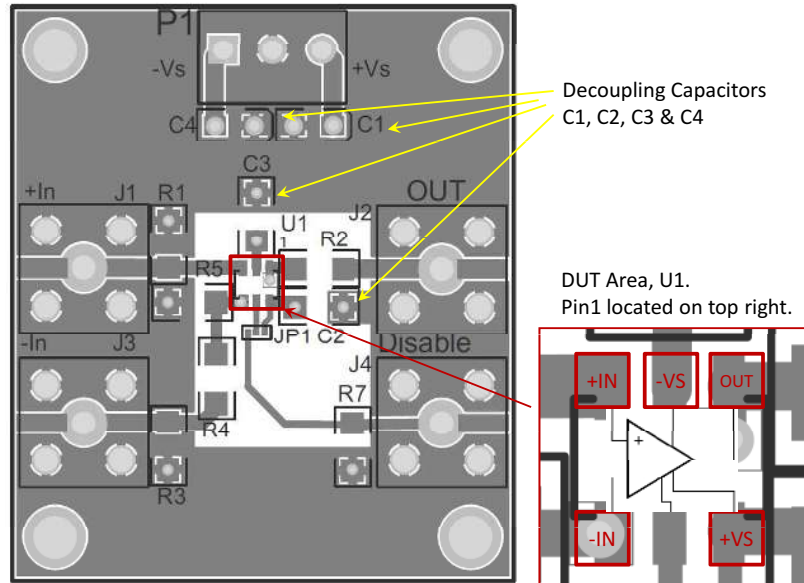 P1
-Vs
+Vs
C4
C1
Decoupling Capacitors
C1, C2, C3 & C4
C3
+In
J1
R1
OUT
J2
U1
1
R2
R5
DUT Area, U1.
Pin1 located on top right.
-In
J3
JP1
C2
Disable
J4
R7
R4
R3
+IN
-VS
OUT
+
-IN
+VS